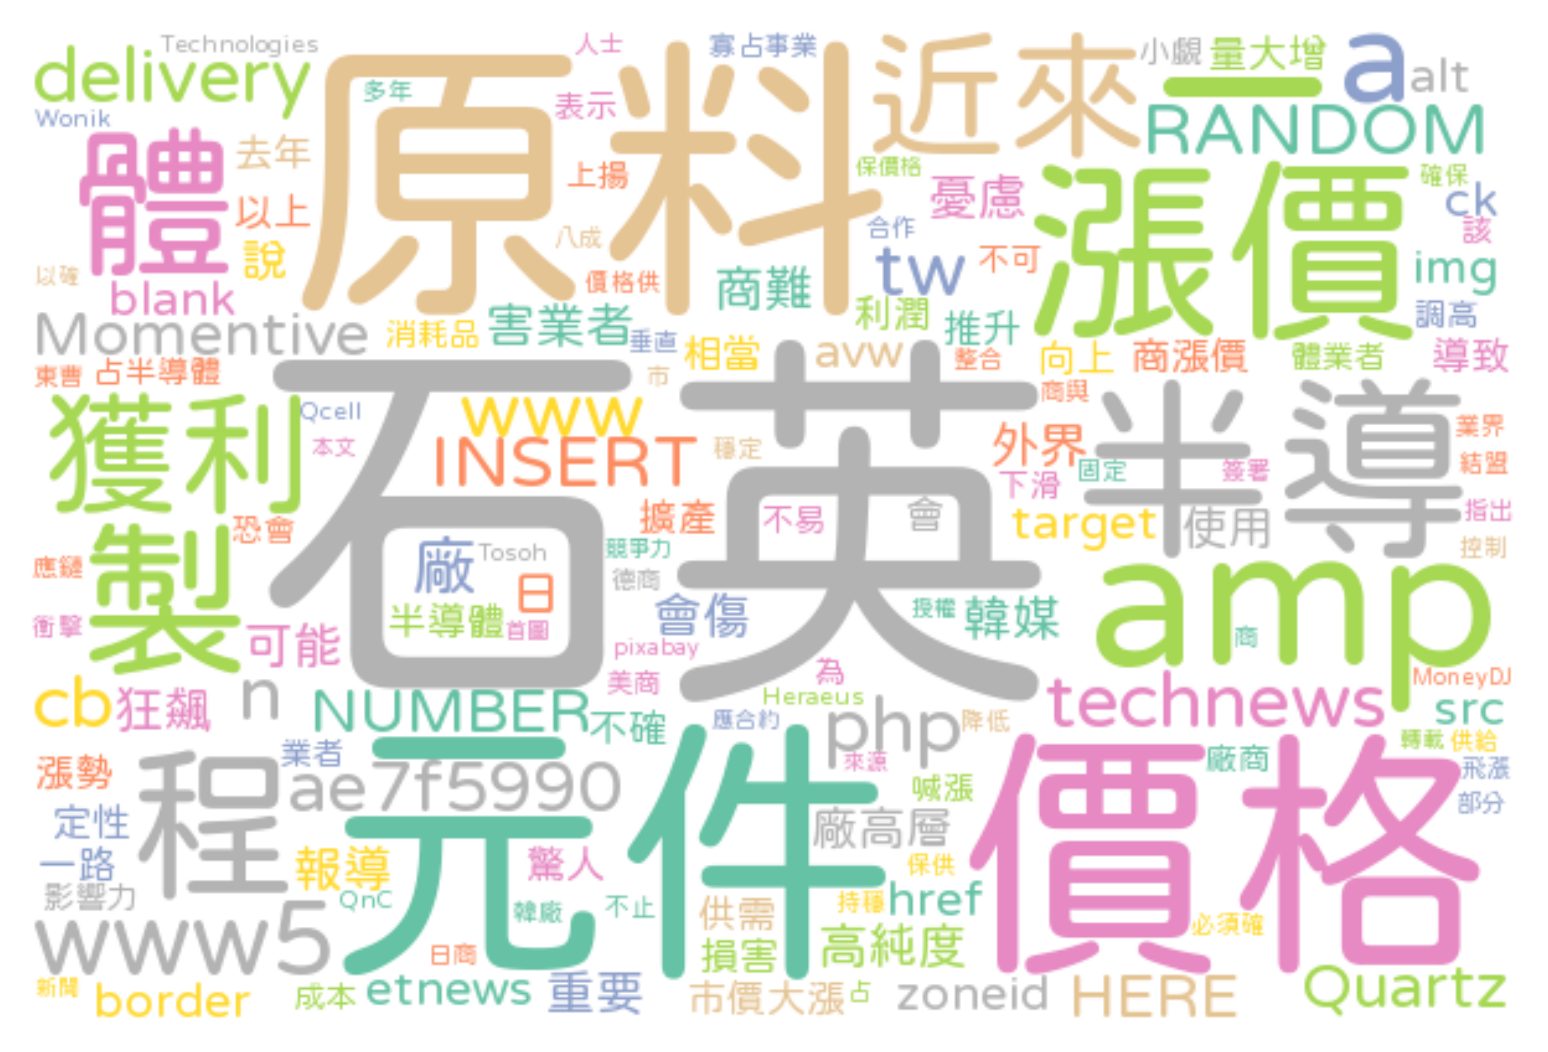 Technologies
人士
寡占事業
delivery
原料
近來
小覷
量大增
一
a
alt
多年
表示
Wonik
RANDOM
體
去年
上揚
保價格
憂慮
漲價
確保
ck
以上
該
八成
合作
tw
不可
說
以確
價格供
商難
img
blank
利潤
推升
調高
Momentive
消耗品
害業者
垂直
相當
avw
整合
向上
商漲價
體業者
導致
東曹
占半導體
市
石英
商與
半導
獲利
Qcell
www
本文
INSERT
穩定
外界
業界
結盟
固定
簽署
下滑
恐會
擴產
不易
會
target
使用
指出
製
應鏈
廠
Tosoh
競爭力
德商
控制
日
amp
衝擊
半導體
首圖
會傷
授權
韓媒
商
可能
pixabay
美商
為
MoneyDJ
cb
狂飆
n
NUMBER
不確
Heraeus
應合約
php
降低
technews
src
漲勢
業者
元件
來源
廠商
轉載
供給
飛漲
程
ae7f5990
喊漲
價格
部分
定性
廠高層
一路
報導
驚人
保供
影響力
QnC
韓廠
不止
供需
持穩
href
必須確
www5
日商
損害
高純度
新聞
border
成本
etnews
重要
市價大漲
占
zoneid
HERE
Quartz